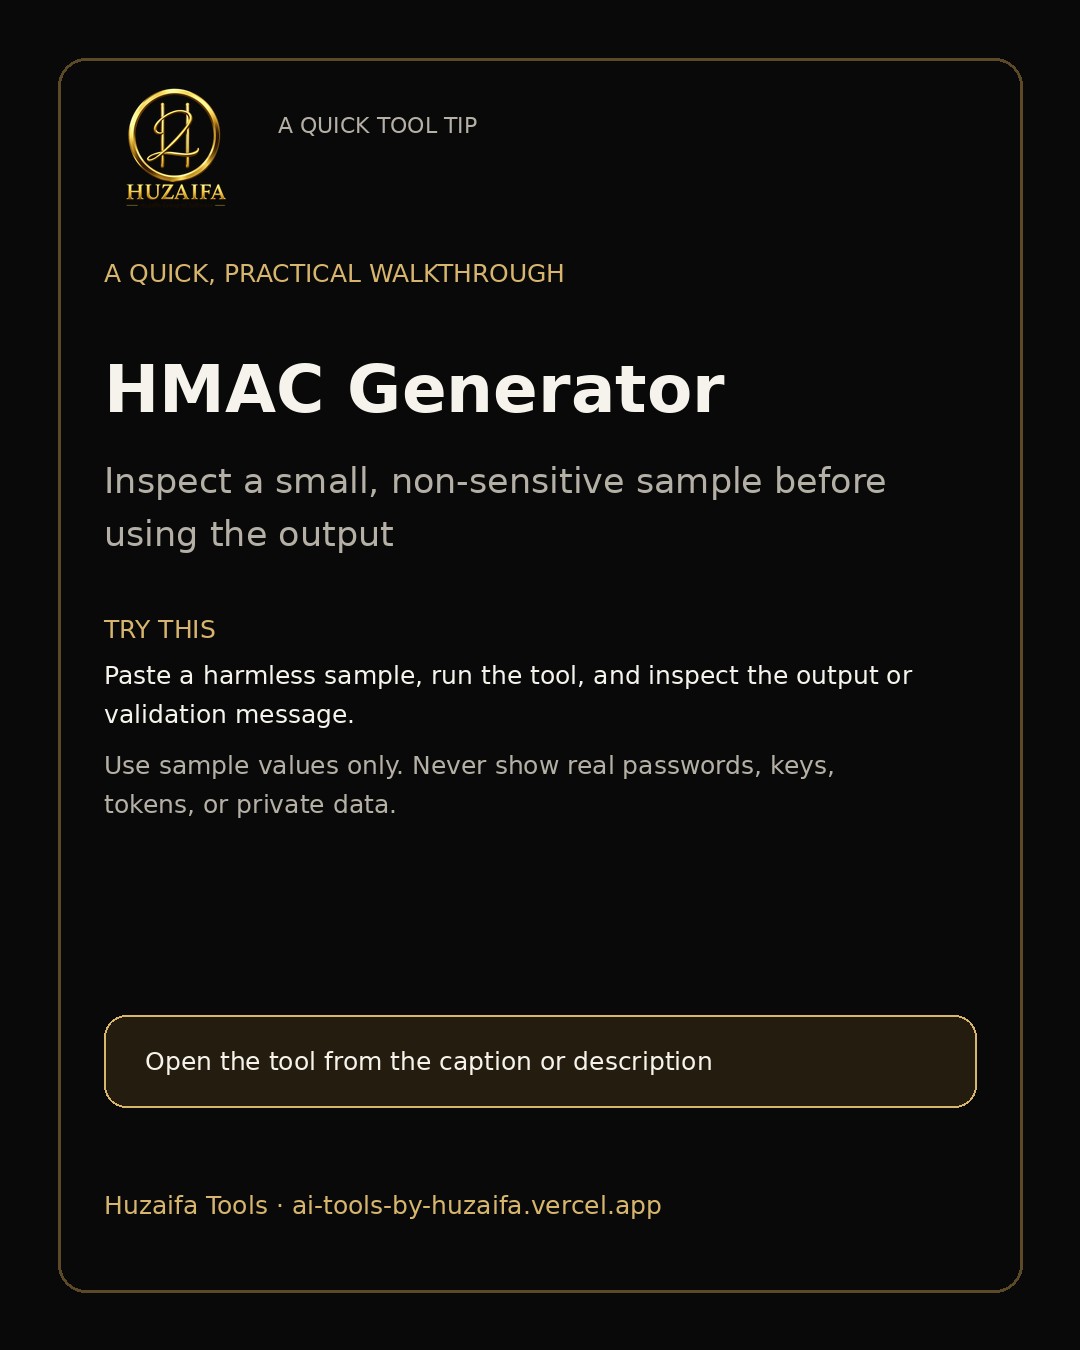 HUZAIFA
A QUICK TOOL TIP
A QUICK, PRACTICAL WALKTHROUGH
HMAC Generator
Inspect a small, non-sensitive sample before
using the output
TRY THIS
Paste a harmless sample, run the tool, and inspect the output or
validation message.
Use sample values only. Never show real passwords, keys,
tokens, or private data.
Open the tool from the caption or description
Huzaifa Tools · ai-tools-by-huzaifa.vercel.app